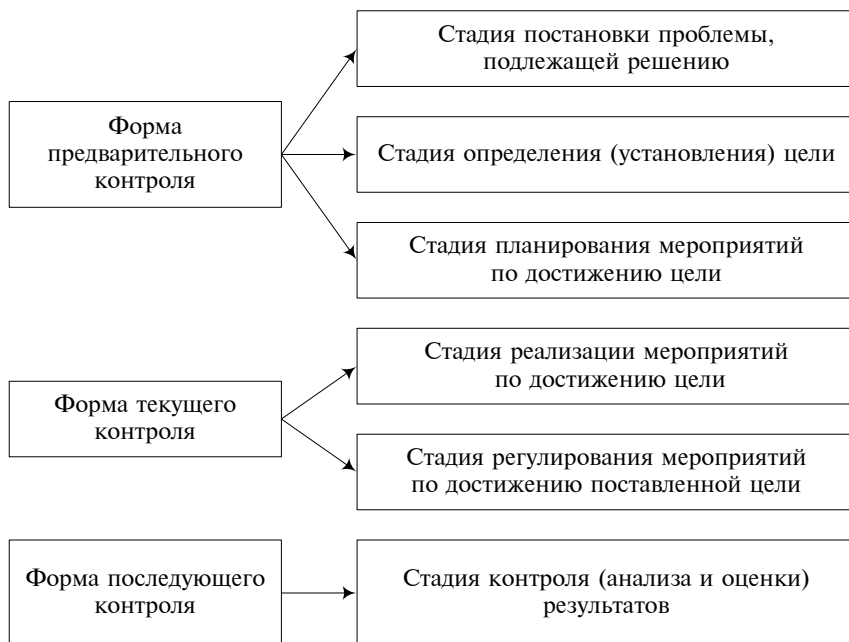 Стадия постановки проблемы,
подлежащей решению
Форма
предварительного
контроля
Стадия определения (установления) цели
Стадия планирования мероприятий
по достижению цели
Стадия реализации мероприятий
по достижению цели
Форма текущего
контроля
Стадия регулирования мероприятий
по достижению поставленной цели
Форма последующего
контроля
Стадия контроля (анализа и оценки)
результатов